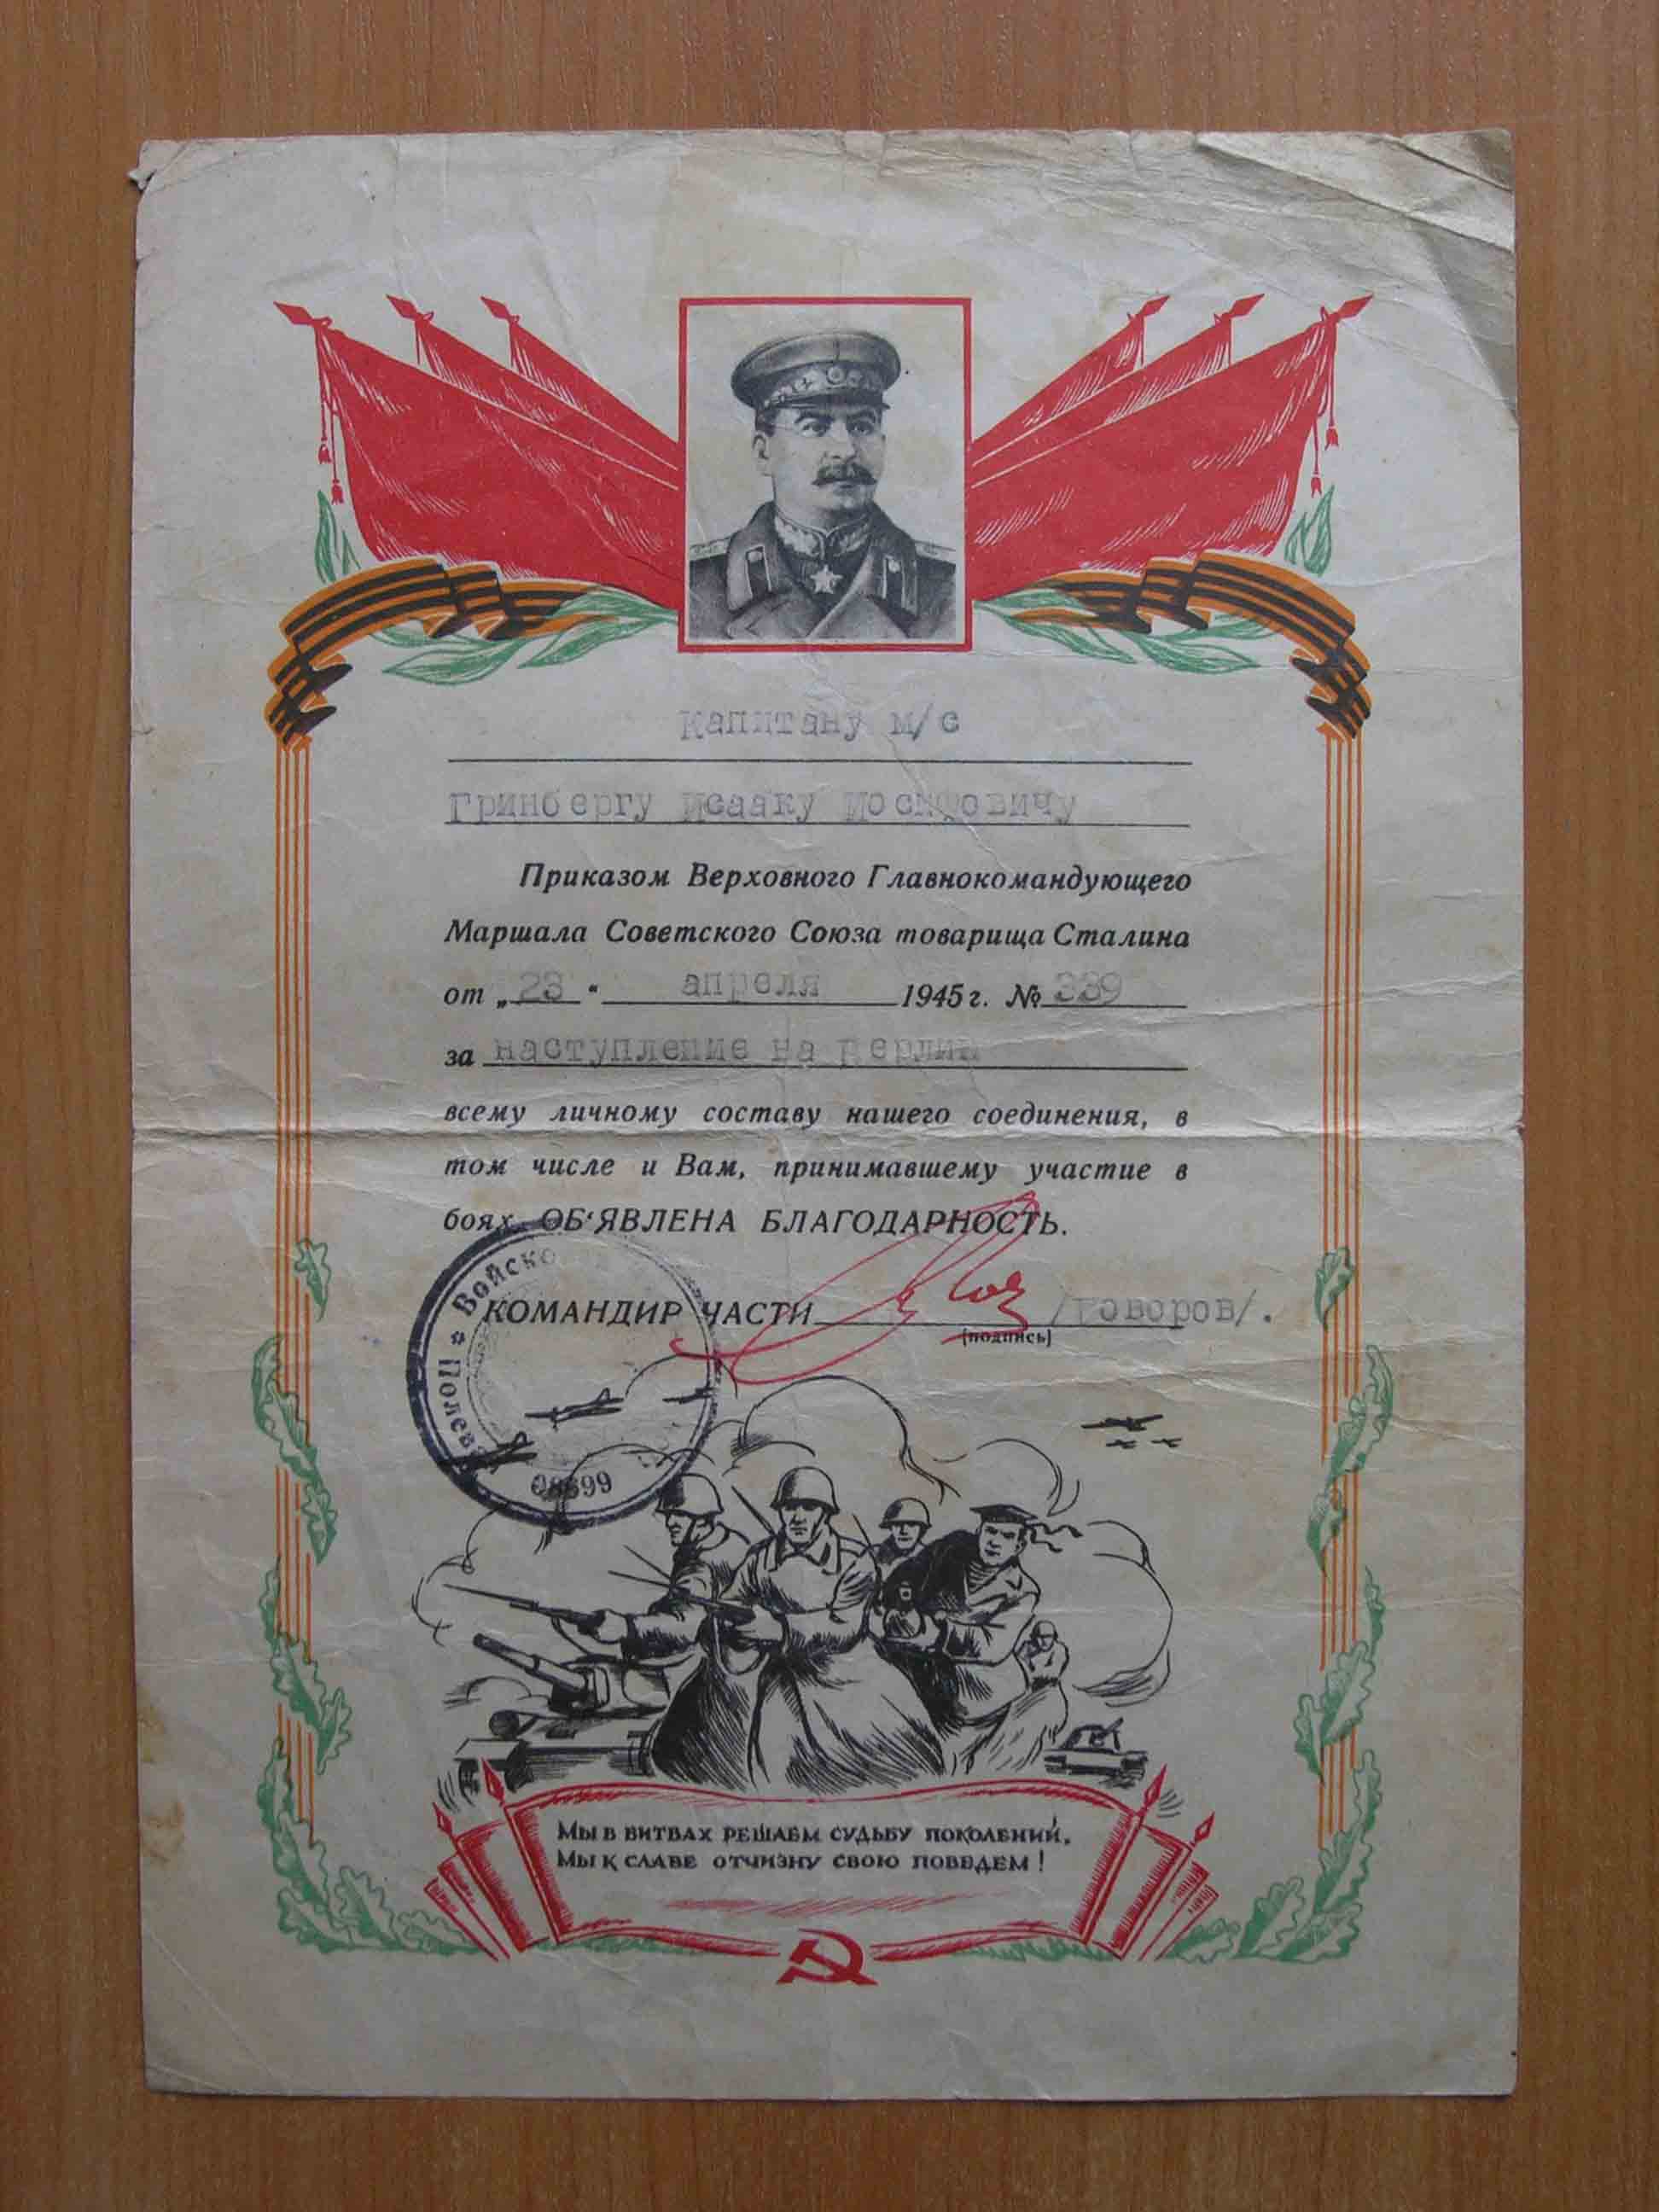 капитану м/с
гринбергу исааку иосифовичу
Приказом Верховного Главнокомандующего
Маршала Советского Союза товарища Сталина
от „ 23 “ апреля 1945 г. № 339
за наступление на Берлин
всему личному составу нашего соединения, в
том числе и Вам, принимавшему участие в
боях, ОБ'ЯВЛЕНА БЛАГОДАРНОСТЬ.
КОМАНДИР ЧАСТИ /говоров/.
(подпись)
Войско
Полева
Мы в битвах решаем судьбу поколений,
Мы к славе отчизну свою поведем!